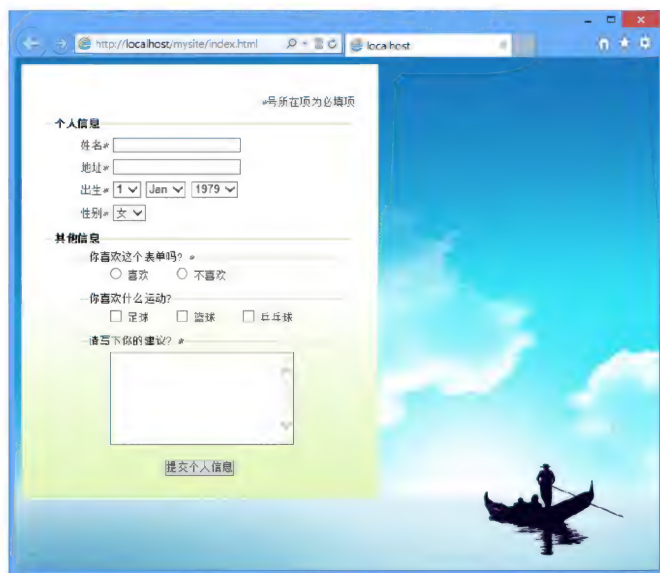 http://localhost/mysite/index.html
localhost
*号所在项为必填项
个人信息
姓名*
地址*
出生* 1 Jan 1979
性别* 女
其他信息
你喜欢这个表单吗? *
喜欢 不喜欢
你喜欢什么运动?
足球 篮球 乒乓球
请写下你的建议? *
提交个人信息